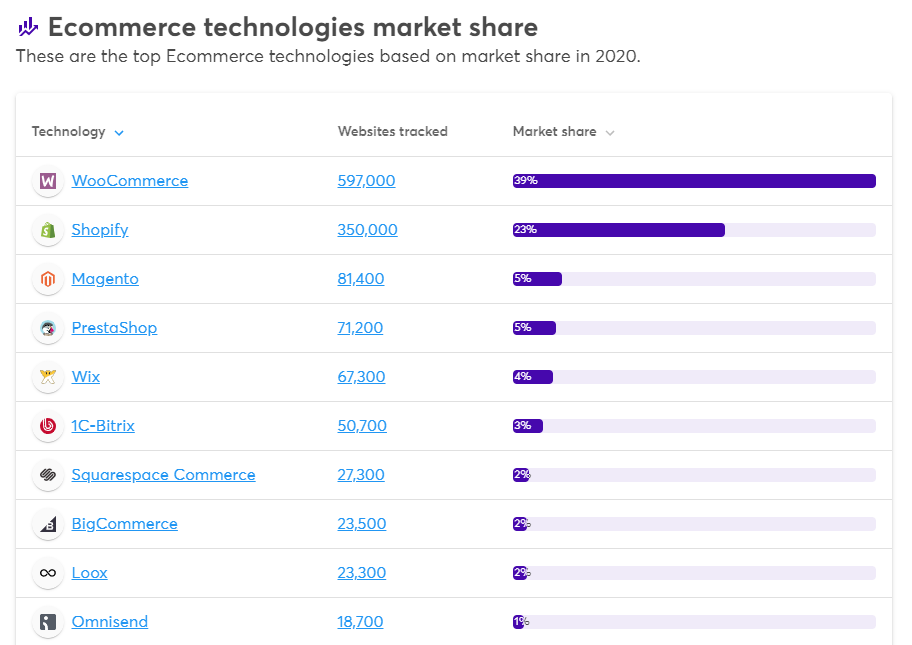 Ecommerce technologies market share
These are the top Ecommerce technologies based on market share in 2020.
Technology Websites tracked Market share
WooCommerce 597,000 39%
Shopify 350,000 23%
Magento 81,400 5%
PrestaShop 71,200 5%
Wix 67,300 4%
1C-Bitrix 50,700 3%
Squarespace Commerce 27,300 2%
BigCommerce 23,500 2%
Loox 23,300 2%
Omnisend 18,700 1%